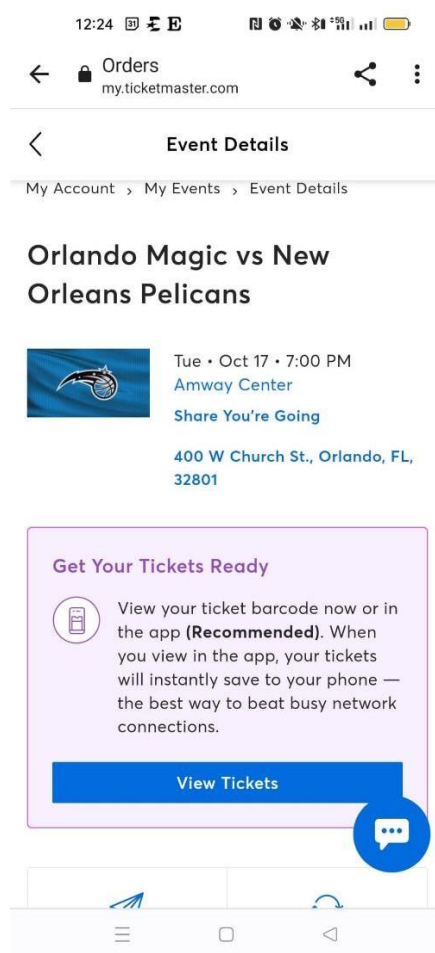 12:24 31 E
5G
Orders
my.ticketmaster.com
Event Details
My Account > My Events > Event Details
Orlando Magic vs New
Orleans Pelicans
Tue • Oct 17 • 7:00 PM
Amway Center
Share You're Going
400 W Church St., Orlando, FL,
32801
Get Your Tickets Ready
View your ticket barcode now or in
the app (Recommended). When
you view in the app, your tickets
will instantly save to your phone —
the best way to beat busy network
connections.
View Tickets